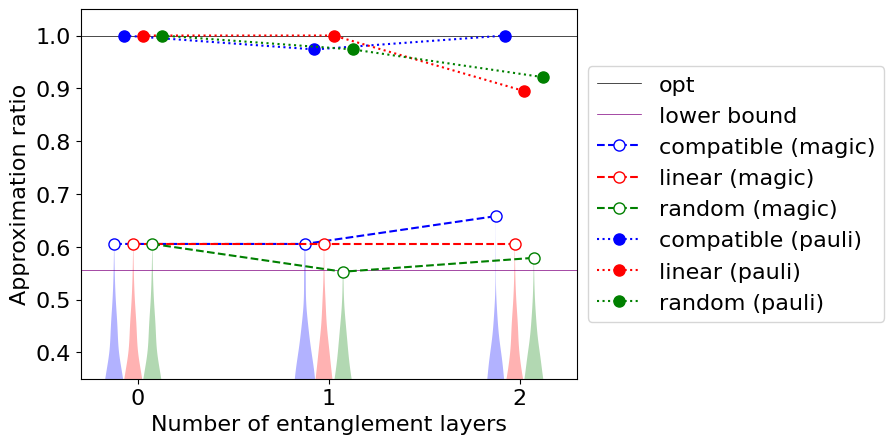 Approximation ratio
1.0
0.9
0.8
0.7
0.6
0.5
0.4
0
1
2
Number of entanglement layers
opt
lower bound
compatible (magic)
linear (magic)
random (magic)
compatible (pauli)
linear (pauli)
random (pauli)